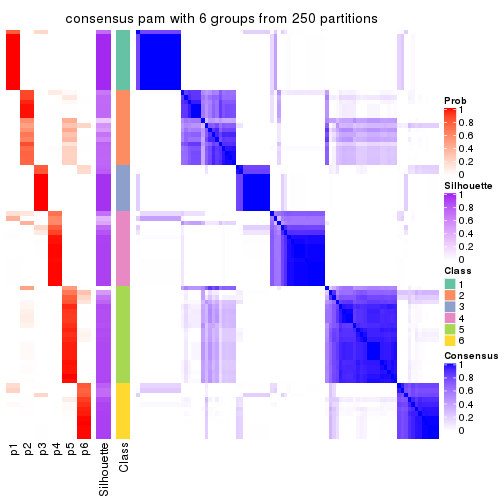 consensus pam with 6 groups from 250 partitions
Prob
1
0.8
0.6
0.4
0.2
0
Silhouette
1
0.8
0.6
0.4
0.2
0
Class
1
2
3
4
5
6
Consensus
1
0.8
0.6
0.4
0.2
0
p1
p2
p3
p4
p5
p6
Silhouette
Class